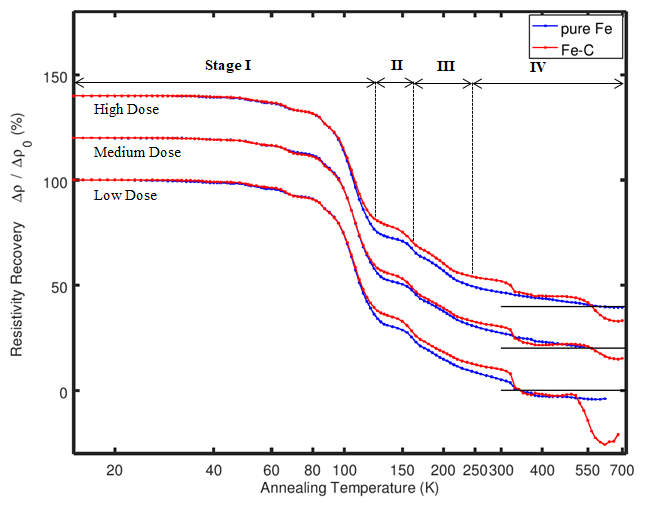 pure Fe
Fe-C
Stage I II III IV
150
High Dose
Medium Dose
100
Low Dose
50
0
Resistivity Recovery Δρ / Δρ0 (%)
20 40 60 80 100 150 200 250 300 400 550 700
Annealing Temperature (K)